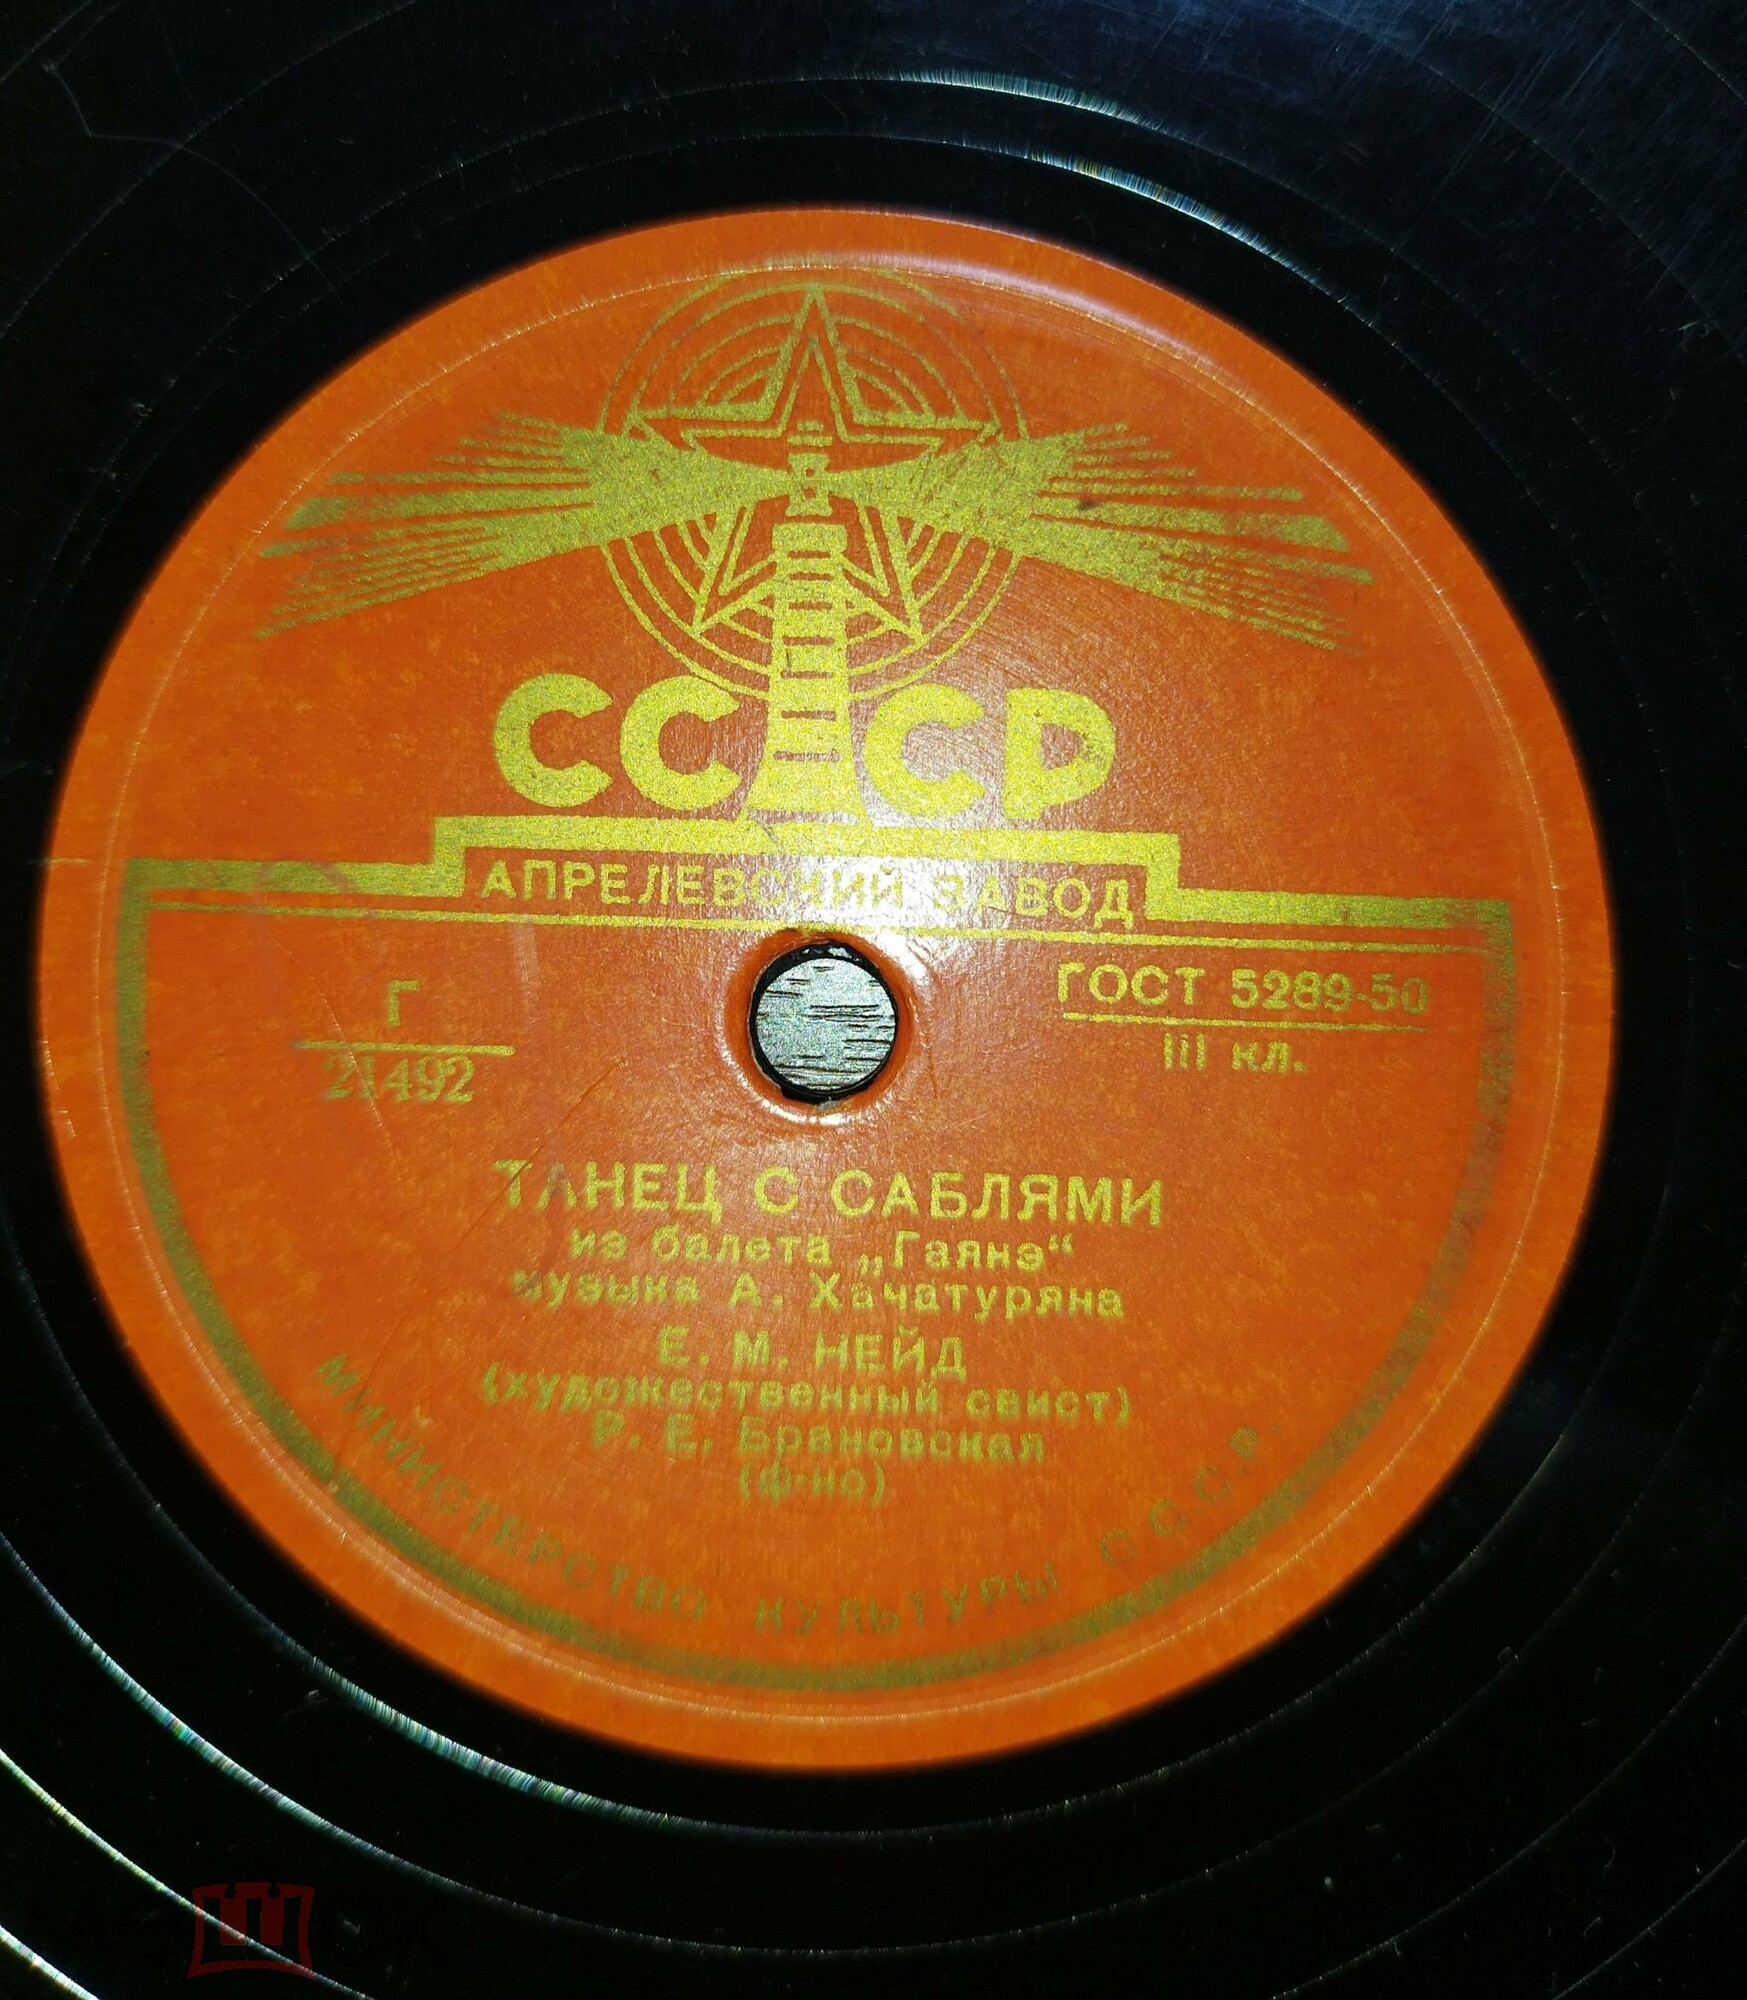 СССР
АПРЕЛЕВСКИЙ ЗАВОД
Г
21492
ГОСТ 5289-50
III кл.
ТАНЕЦ С САБЛЯМИ
из балета „Гаянэ“
музыка А. Хачатуряна
Е. М. НЕЙД
(художественный свист)
Р. Е. Брановская
(ф-но)
МИНИСТЕРСТВО КУЛЬТУРЫ С.С.С.Р.